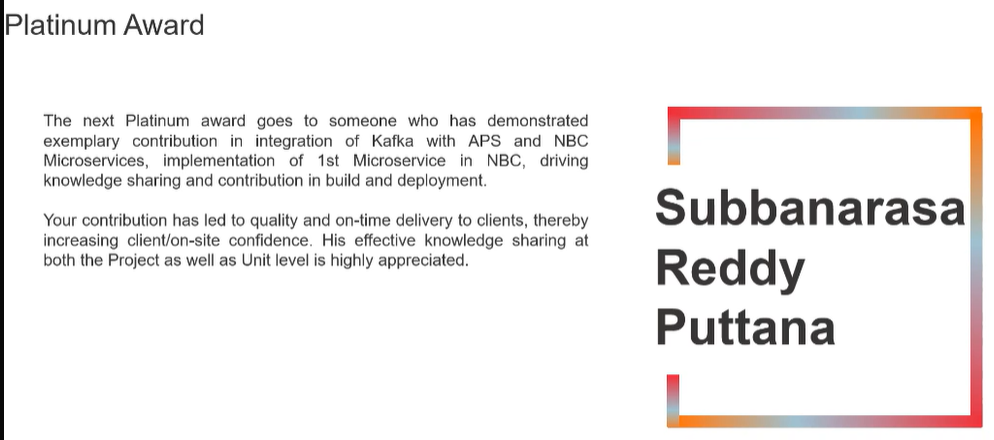 Platinum Award
The next Platinum award goes to someone who has demonstrated
exemplary contribution in integration of Kafka with APS and NBC
Microservices, implementation of 1st Microservice in NBC, driving
knowledge sharing and contribution in build and deployment.
Your contribution has led to quality and on-time delivery to clients, thereby
increasing client/on-site confidence. His effective knowledge sharing at
both the Project as well as Unit level is highly appreciated.
Subbanarasa
Reddy
Puttana